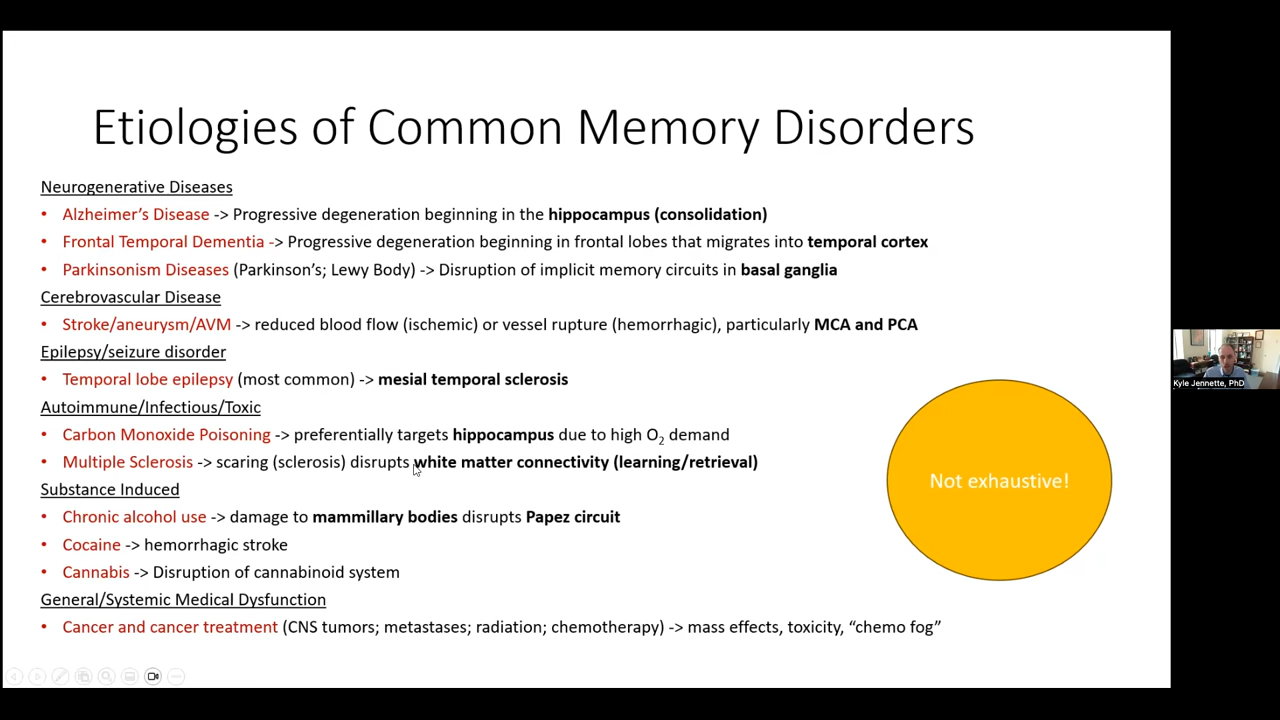 Etiologies of Common Memory Disorders
Neurogenerative Diseases
• Alzheimer's Disease -> Progressive degeneration beginning in the hippocampus (consolidation)
• Frontal Temporal Dementia -> Progressive degeneration beginning in frontal lobes that migrates into temporal cortex
• Parkinsonism Diseases (Parkinson's; Lewy Body) -> Disruption of implicit memory circuits in basal ganglia
Cerebrovascular Disease
• Stroke/aneurysm/AVM -> reduced blood flow (ischemic) or vessel rupture (hemorrhagic), particularly MCA and PCA
Epilepsy/seizure disorder
• Temporal lobe epilepsy (most common) -> mesial temporal sclerosis
Autoimmune/Infectious/Toxic
• Carbon Monoxide Poisoning -> preferentially targets hippocampus due to high O₂ demand
• Multiple Sclerosis -> scaring (sclerosis) disrupts white matter connectivity (learning/retrieval)
Substance Induced
• Chronic alcohol use -> damage to mammillary bodies disrupts Papez circuit
• Cocaine -> hemorrhagic stroke
• Cannabis -> Disruption of cannabinoid system
General/Systemic Medical Dysfunction
• Cancer and cancer treatment (CNS tumors; metastases; radiation; chemotherapy) -> mass effects, toxicity, “chemo fog”
Not exhaustive!
Kyle Jennette, PhD